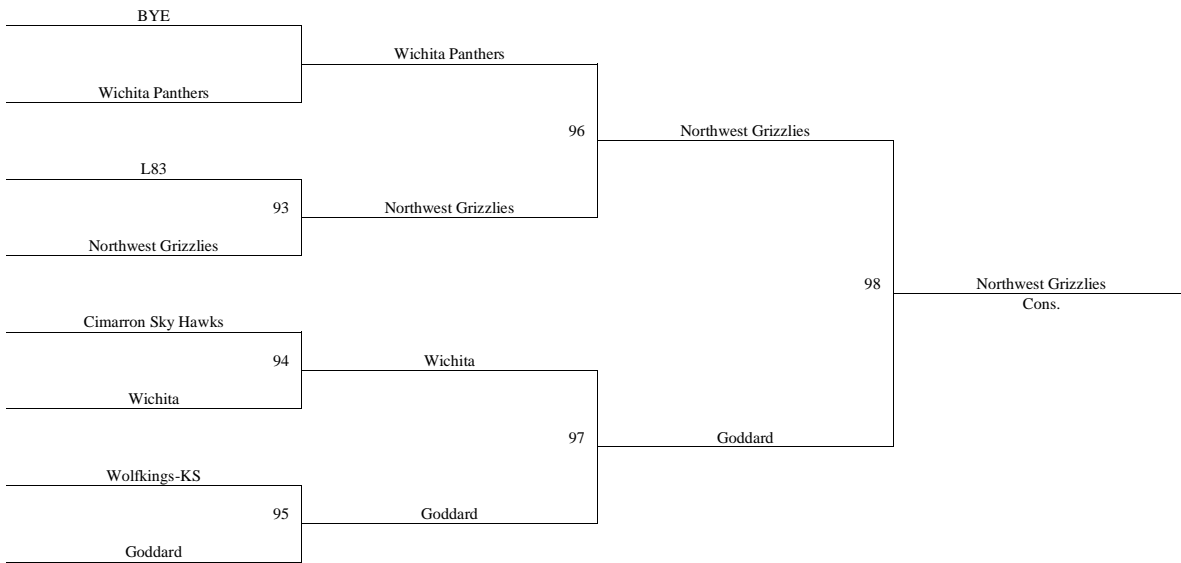 BYE
Wichita Panthers
Wichita Panthers
96
Northwest Grizzlies
L83
93
Northwest Grizzlies
Northwest Grizzlies
98
Northwest Grizzlies
Cons.
Cimarron Sky Hawks
94
Wichita
Wichita
97
Goddard
Wolfkings-KS
95
Goddard
Goddard